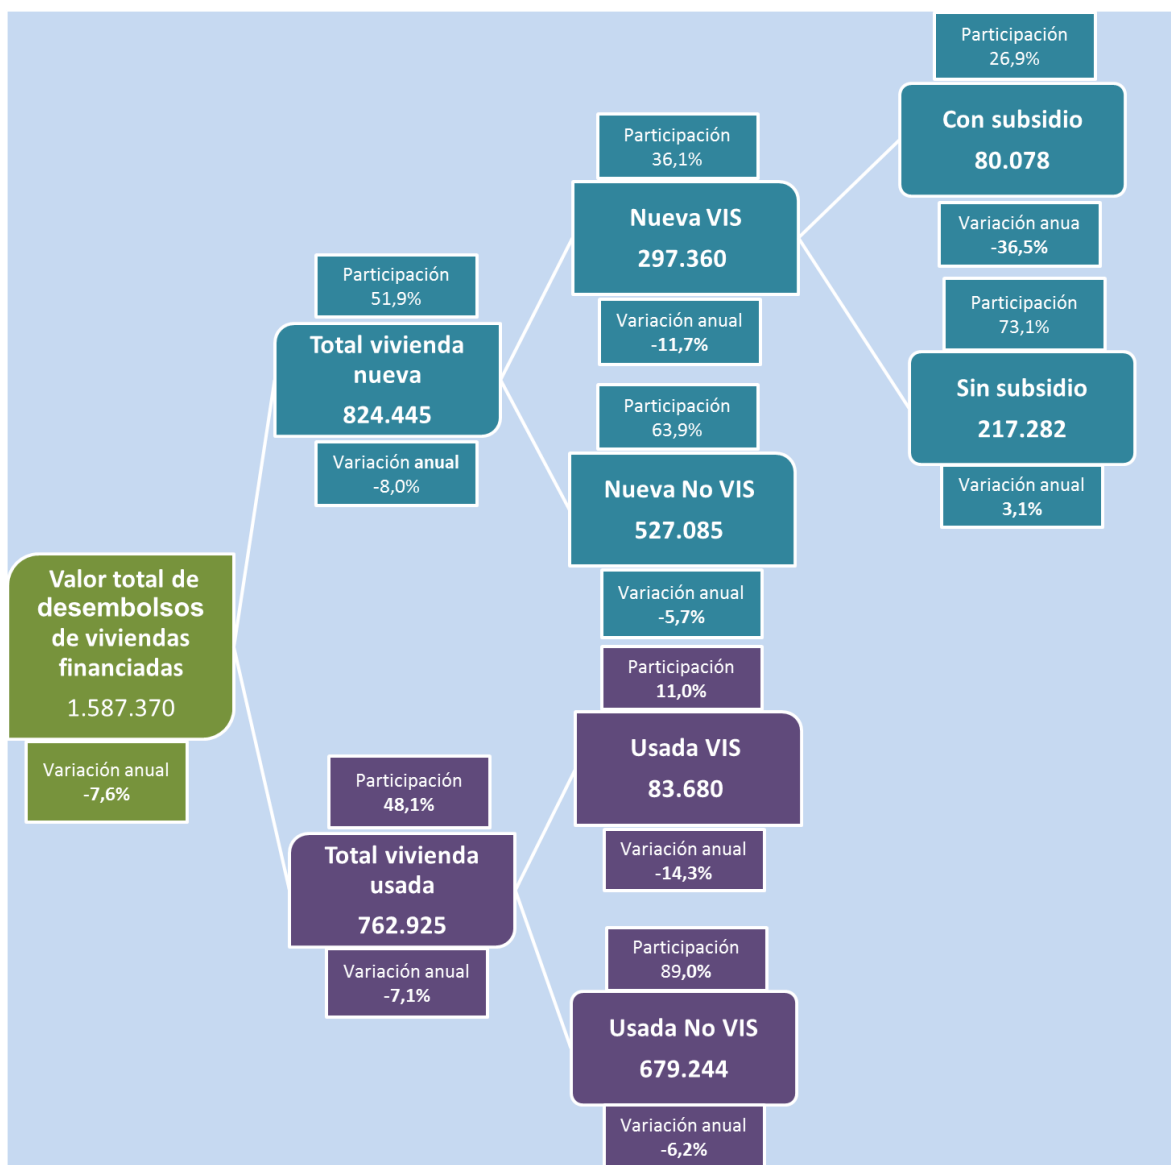 Valor total de
desembolsos
de viviendas
financiadas
1.587.370
Variación anual
-7,6%
Participación
51,9%
Total vivienda
nueva
824.445
Variación anual
-8,0%
Participación
36,1%
Nueva VIS
297.360
Variación anual
-11,7%
Participación
26,9%
Con subsidio
80.078
Variación anua
-36,5%
Participación
73,1%
Sin subsidio
217.282
Variación anual
3,1%
Participación
63,9%
Nueva No VIS
527.085
Variación anual
-5,7%
Participación
48,1%
Total vivienda
usada
762.925
Variación anual
-7,1%
Participación
11,0%
Usada VIS
83.680
Variación anual
-14,3%
Participación
89,0%
Usada No VIS
679.244
Variación anual
-6,2%